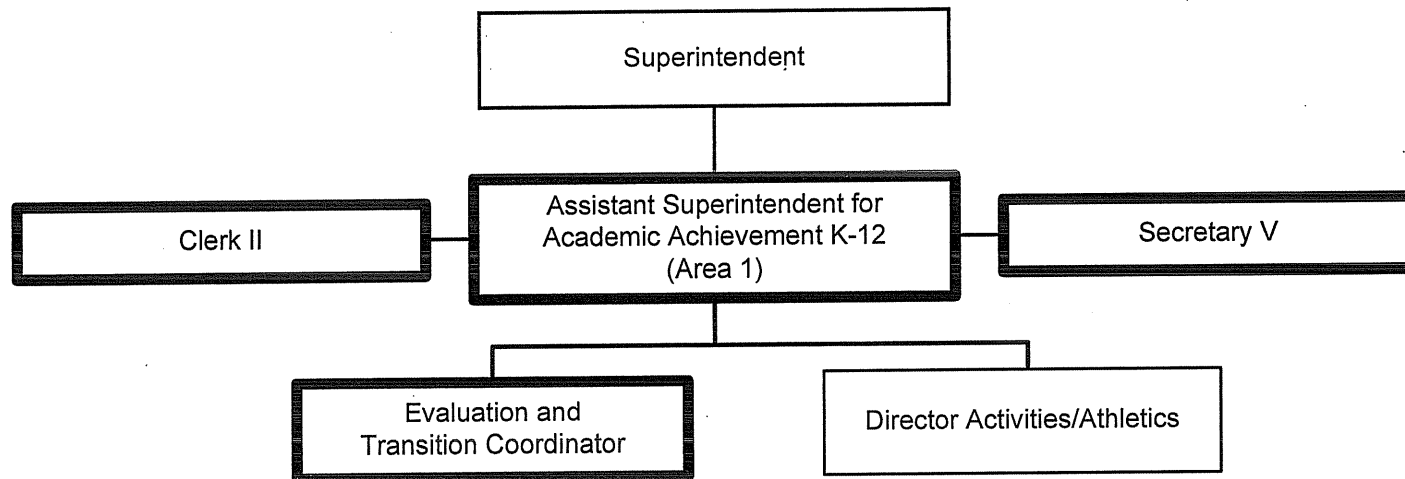 Superintendent
Assistant Superintendent for
Academic Achievement K-12
(Area 1)
Clerk II
Secretary V
Evaluation and
Transition Coordinator
Director Activities/Athletics